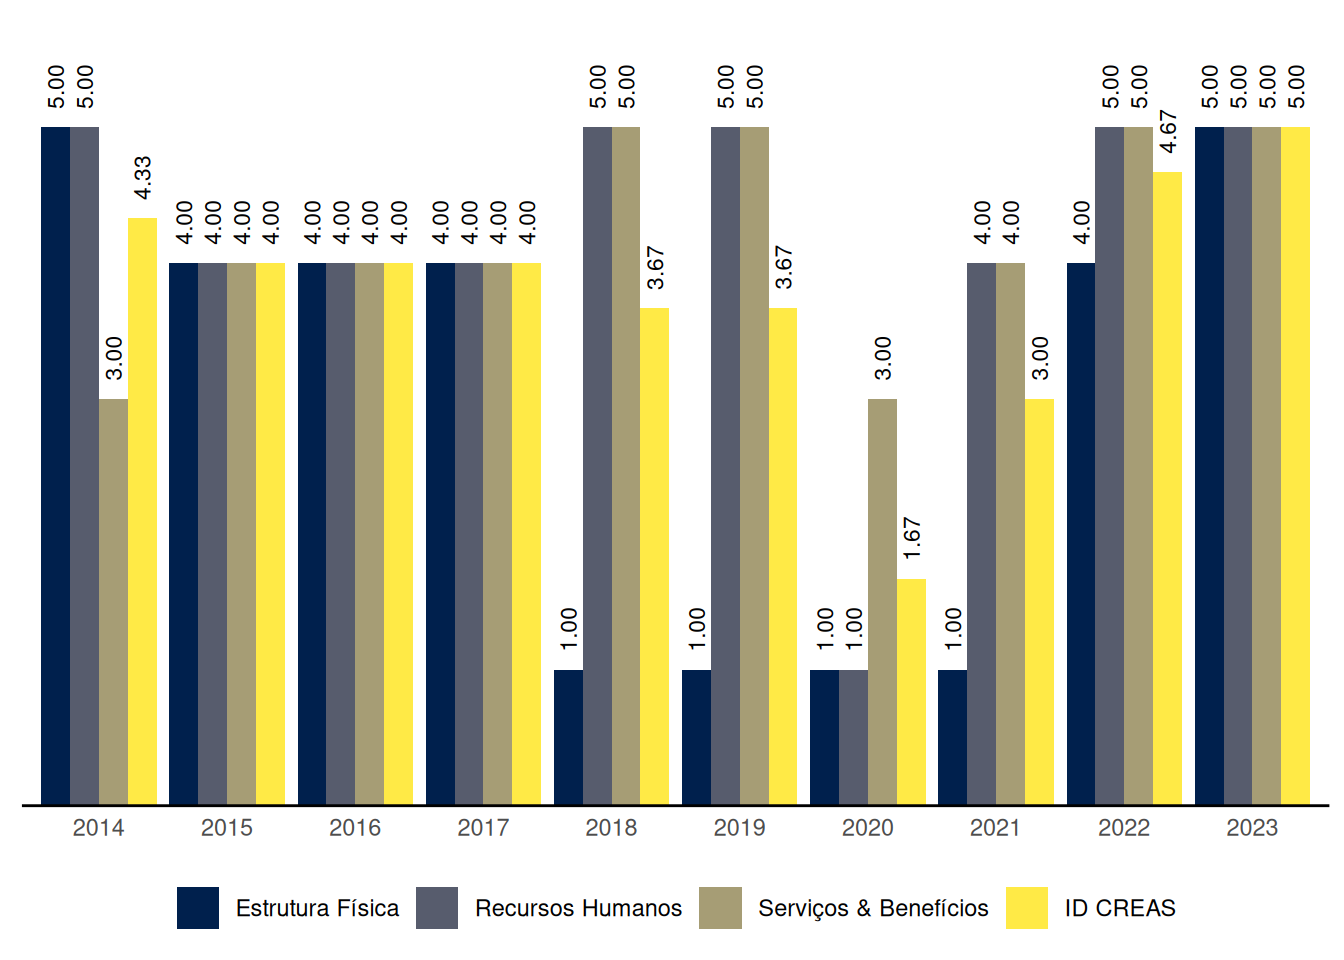 5.00 5.00 3.00 4.33
4.00 4.00 4.00 4.00
4.00 4.00 4.00 4.00
4.00 4.00 4.00 4.00
1.00 5.00 5.00 3.67
1.00 5.00 5.00 3.67
1.00 1.00 3.00 1.67
1.00 4.00 4.00 3.00
4.00 5.00 5.00 4.67
5.00 5.00 5.00 5.00
2014 2015 2016 2017 2018 2019 2020 2021 2022 2023
Estrutura Física Recursos Humanos Serviços & Benefícios ID CREAS